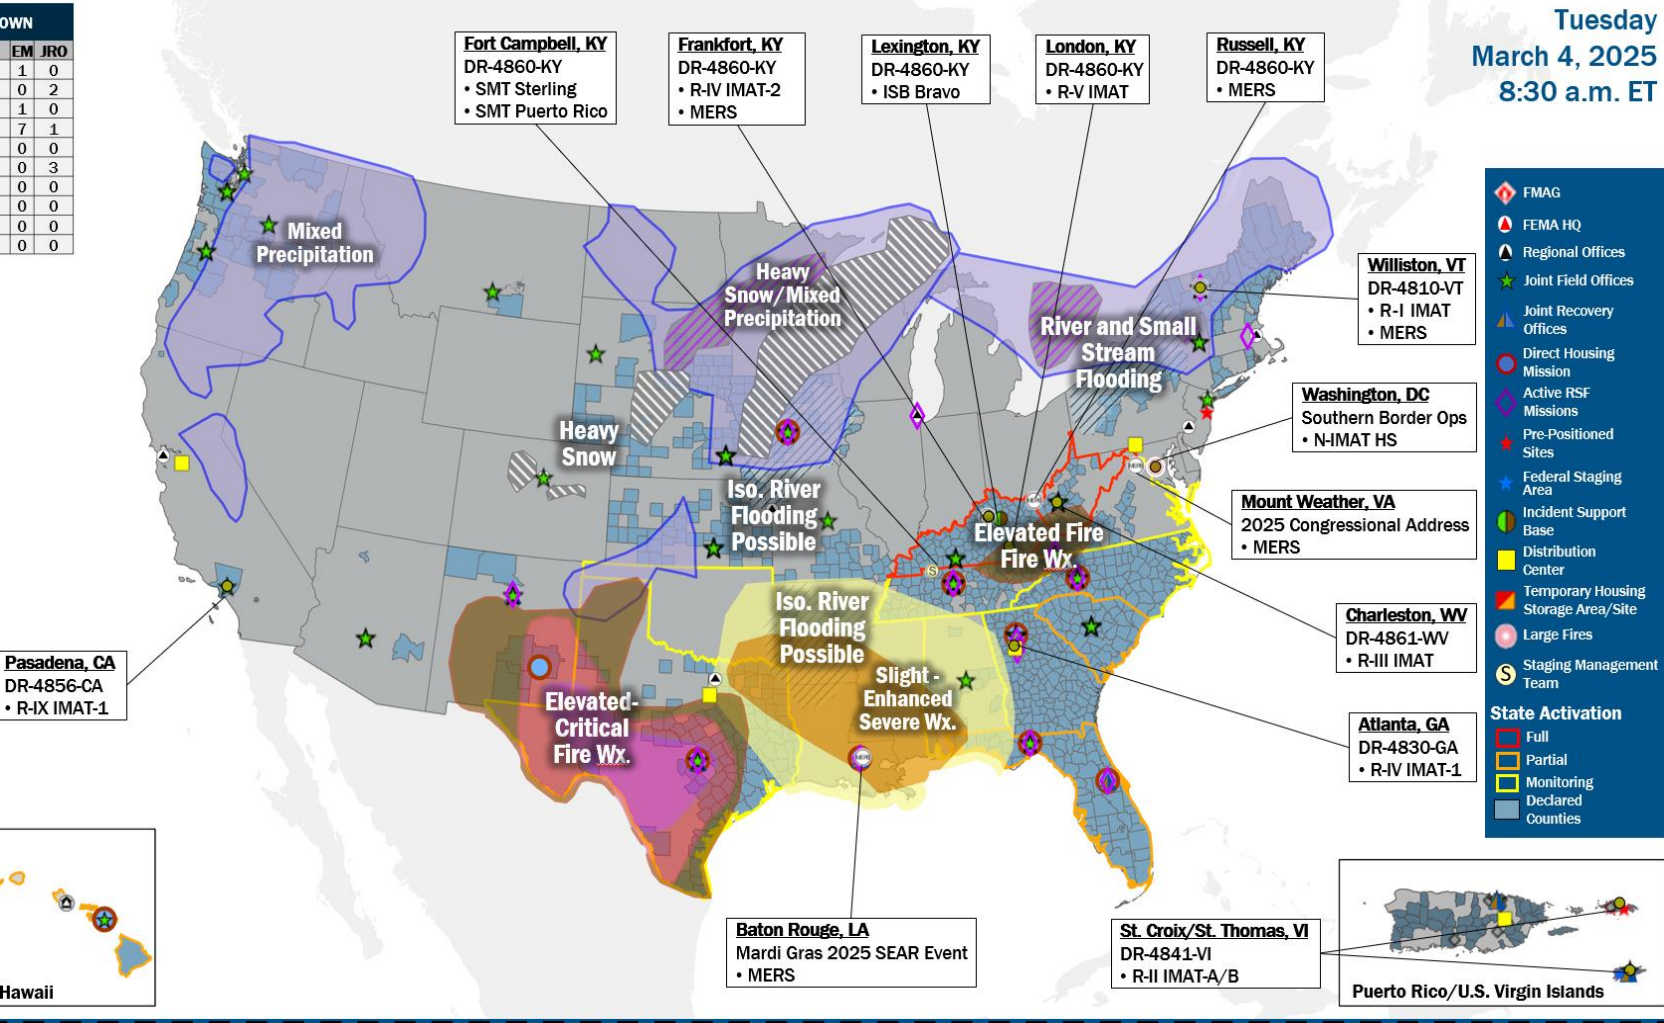 OWN
EM JRO
1 0
0 2
1 0
7 1
0 0
0 3
0 0
0 0
0 0
0 0
Tuesday
March 4, 2025
8:30 a.m. ET
Fort Campbell, KY
DR-4860-KY
• SMT Sterling
• SMT Puerto Rico
Frankfort, KY
DR-4860-KY
• R-IV IMAT-2
• MERS
Lexington, KY
DR-4860-KY
• ISB Bravo
London, KY
DR-4860-KY
• R-V IMAT
Russell, KY
DR-4860-KY
• MERS
Mixed
Precipitation
Heavy
Snow/Mixed
Precipitation
River and Small
Stream
Flooding
Heavy
Snow
Iso. River
Flooding
Possible
Elevated Fire
Fire Wx.
Iso. River
Flooding
Possible
Slight -
Enhanced
Severe Wx.
Elevated-
Critical
Fire Wx.
S
MERS
MERS
MERS
Williston, VT
DR-4810-VT
• R-I IMAT
• MERS
Washington, DC
Southern Border Ops
• N-IMAT HS
Mount Weather, VA
2025 Congressional Address
• MERS
Charleston, WV
DR-4861-WV
• R-III IMAT
Atlanta, GA
DR-4830-GA
• R-IV IMAT-1
Pasadena, CA
DR-4856-CA
• R-IX IMAT-1
Baton Rouge, LA
Mardi Gras 2025 SEAR Event
• MERS
St. Croix/St. Thomas, VI
DR-4841-VI
• R-II IMAT-A/B
Hawaii
Puerto Rico/U.S. Virgin Islands
FMAG
FEMA HQ
Regional Offices
Joint Field Offices
Joint Recovery
Offices
Direct Housing
Mission
Active RSF
Missions
Pre-Positioned
Sites
Federal Staging
Area
Incident Support
Base
Distribution
Center
Temporary Housing
Storage Area/Site
Large Fires
S
Staging Management
Team
State Activation
Full
Partial
Monitoring
Declared
Counties